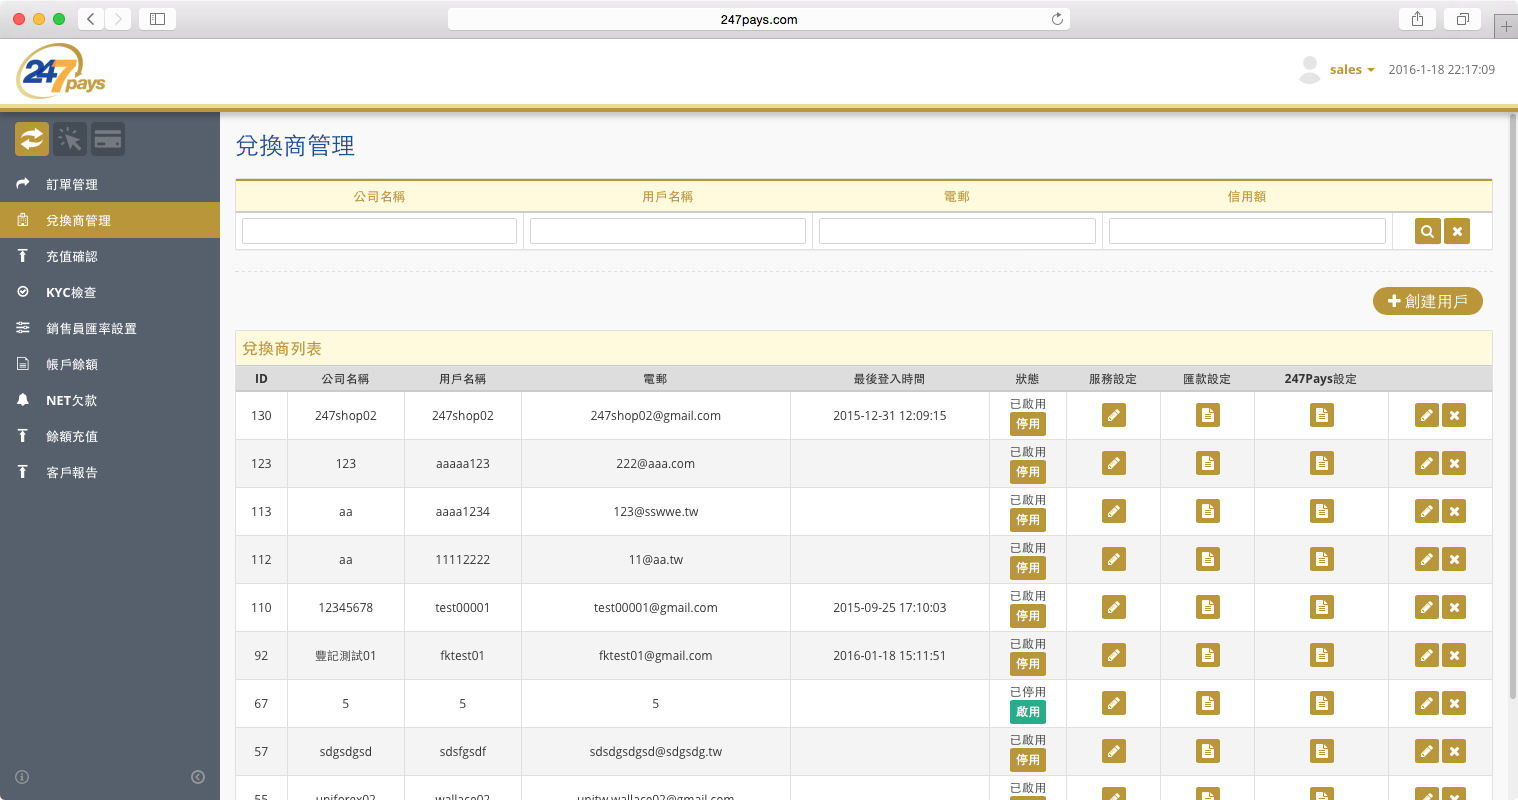 247pays.com
247pays
sales 2016-1-18 22:17:09
訂單管理
兌換商管理
充值確認
KYC檢查
銷售員匯率設置
帳戶餘額
NET欠款
餘額充值
客戶報告
兌換商管理
公司名稱 用戶名稱 電郵 信用額
創建用戶
兌換商列表
ID 公司名稱 用戶名稱 電郵 最後登入時間 狀態 服務設定 匯款設定 247Pays設定
130 247shop02 247shop02 247shop02@gmail.com 2015-12-31 12:09:15 已啟用
停用
123 123 aaaaa123 222@aaa.com 已啟用
停用
113 aa aaaa1234 123@sswwe.tw 已啟用
停用
112 aa 11112222 11@aa.tw 已啟用
停用
110 12345678 test00001 test00001@gmail.com 2015-09-25 17:10:03 已啟用
停用
92 豐記測試01 fktest01 fktest01@gmail.com 2016-01-18 15:11:51 已啟用
停用
67 5 5 5 已停用
啟用
57 sdgsdgsd sdsfgsdf sdsdgsdgsd@sdgsdg.tw 已啟用
停用
55 uniforex02 wallace02 unitw.wallace02@gmail.com 已啟用